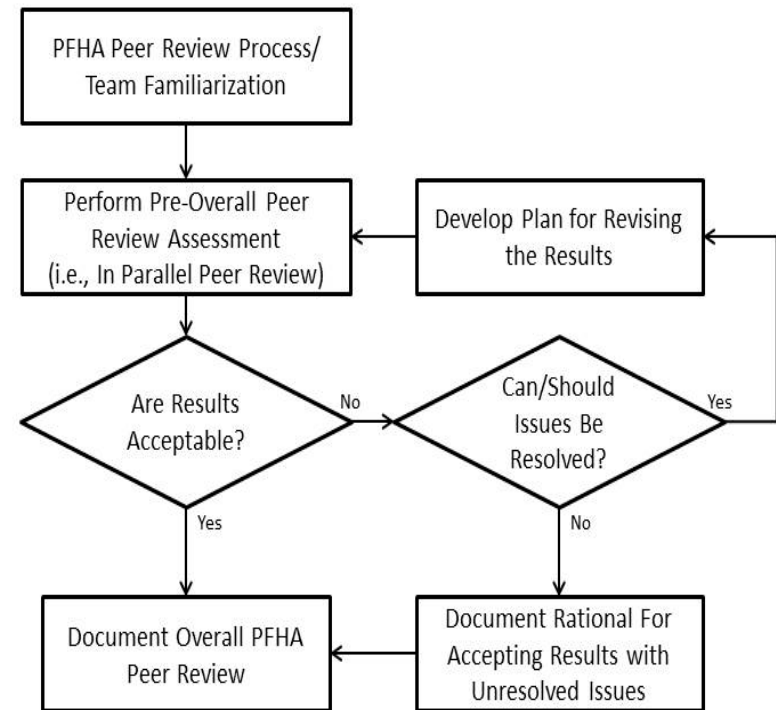 PFHA Peer Review Process/
Team Familiarization
Perform Pre-Overall Peer
Review Assessment
(i.e., In Parallel Peer Review)
Develop Plan for Revising
the Results
Are Results
Acceptable?
No
Can/Should
Issues Be
Resolved?
Yes
Yes
No
Document Overall PFHA
Peer Review
Document Rational For
Accepting Results with
Unresolved Issues